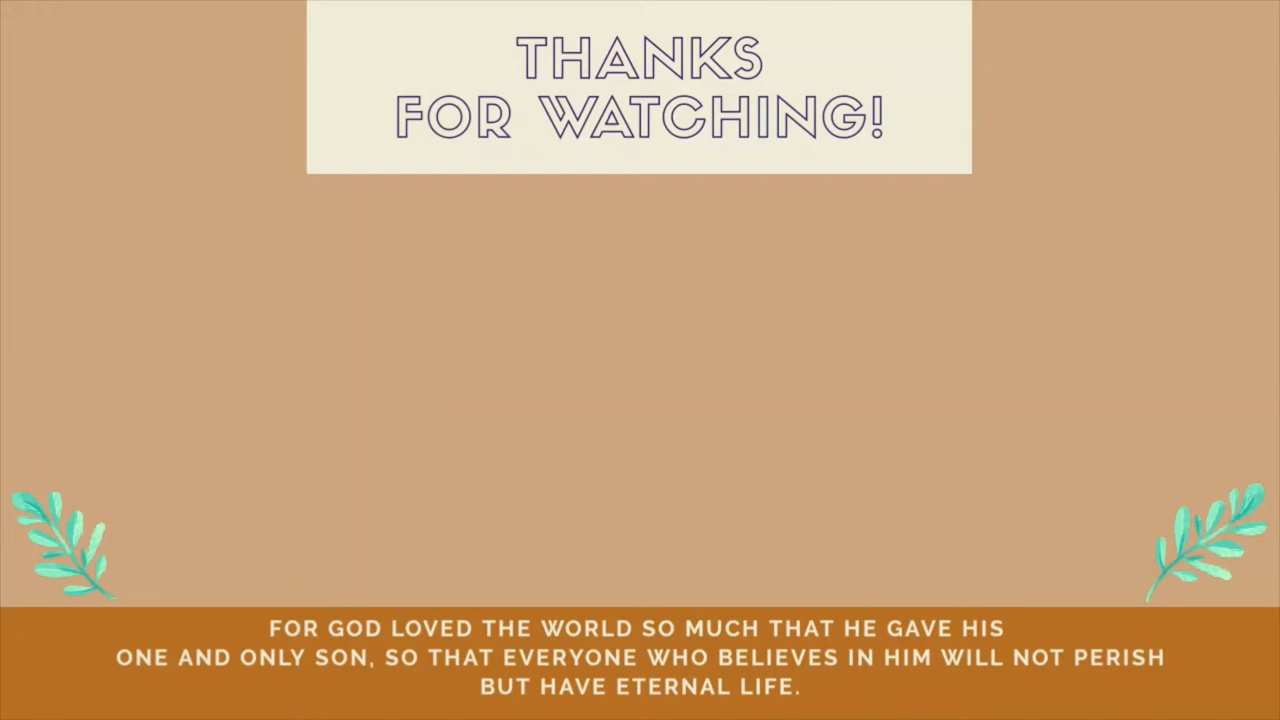 THANKS
FOR WATCHING!
FOR GOD LOVED THE WORLD SO MUCH THAT HE GAVE HIS
ONE AND ONLY SON, SO THAT EVERYONE WHO BELIEVES IN HIM WILL NOT PERISH
BUT HAVE ETERNAL LIFE.